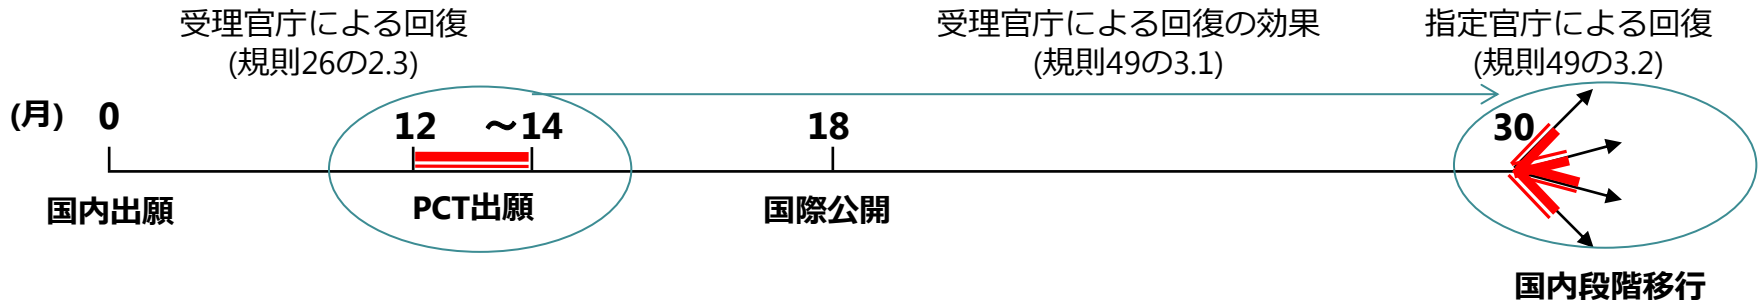 受理官庁による回復
(規則26の2.3)
受理官庁による回復の効果
(規則49の3.1)
指定官庁による回復
(規則49の3.2)
(月) 0 12 ～14 18 30
国内出願 PCT出願 国際公開
国内段階移行